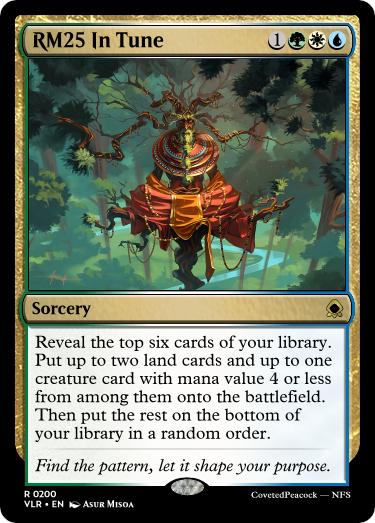 RM25 In Tune 1
Sorcery
Reveal the top six cards of your library.
Put up to two land cards and up to one
creature card with mana value 4 or less
from among them onto the battlefield.
Then put the rest on the bottom of
your library in a random order.
Find the pattern, let it shape your purpose.
R 0200
VLR • EN Asur Misoa
CovetedPeacock — NFS